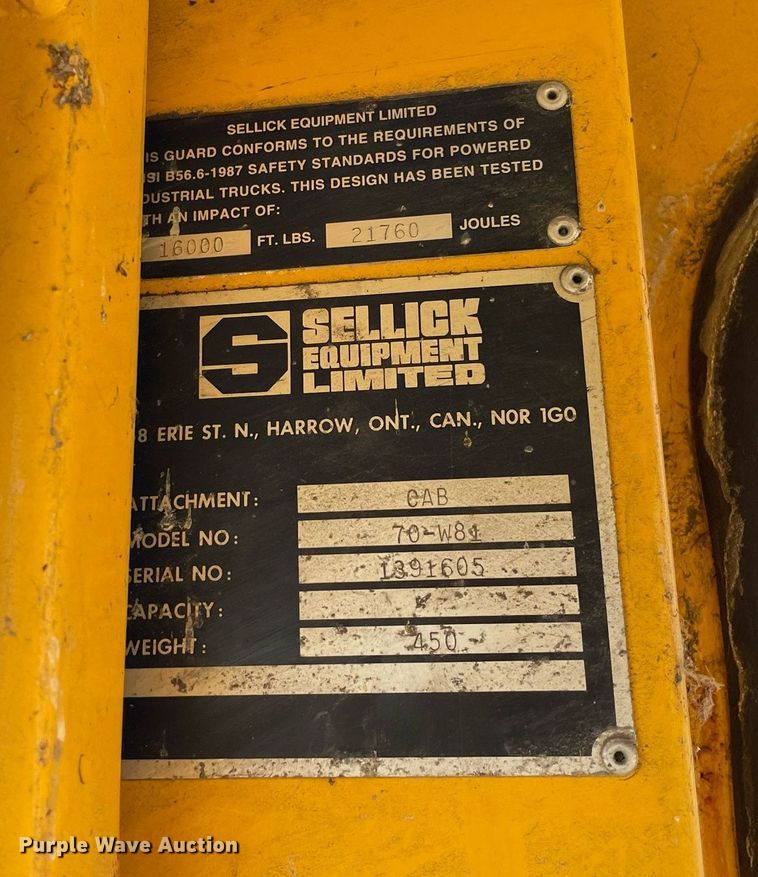 SELLICK EQUIPMENT LIMITED
IS GUARD CONFORMS TO THE REQUIREMENTS OF
SI B56.6-1987 SAFETY STANDARDS FOR POWERED
DUSTRIAL TRUCKS. THIS DESIGN HAS BEEN TESTED
TH AN IMPACT OF:
16000 FT. LBS. 21760 JOULES
S SELLICK
EQUIPMENT
LIMITED
8 ERIE ST. N., HARROW, ONT., CAN., N0R 1G0
ATTACHMENT: CAB
MODEL NO: 70-W81
SERIAL NO: 1391605
CAPACITY:
WEIGHT: 450
Purple Wave Auction